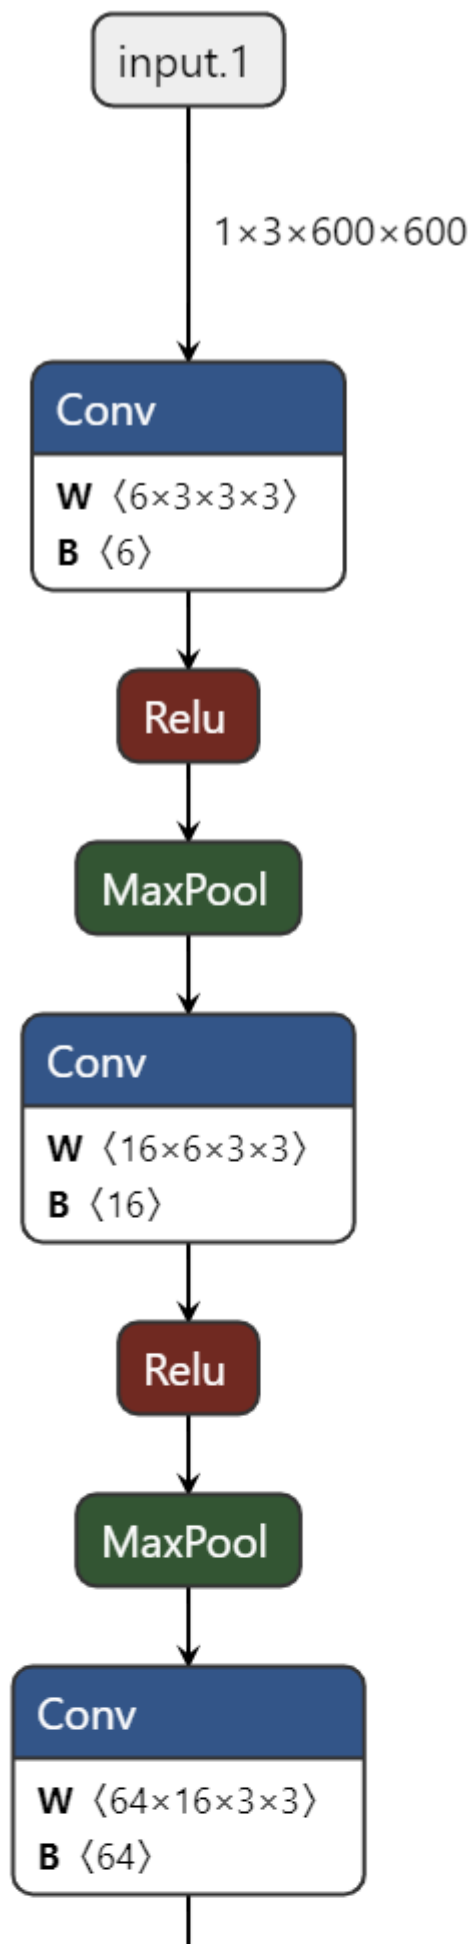 input.1
1×3×600×600
Conv
W ⟨6×3×3×3⟩
B ⟨6⟩
Relu
MaxPool
Conv
W ⟨16×6×3×3⟩
B ⟨16⟩
Relu
MaxPool
Conv
W ⟨64×16×3×3⟩
B ⟨64⟩